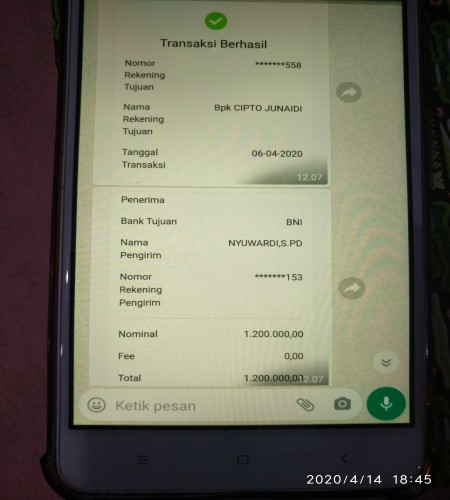 Transaksi Berhasil
Nomor Rekening Tujuan *******558
Nama Rekening Tujuan Bpk CIPTO JUNAIDI
Tanggal Transaksi 06-04-2020
12.07
Penerima
Bank Tujuan BNI
Nama Pengirim NYUWARDI,S.PD
Nomor Rekening Pengirim *******153
Nominal 1.200.000,00
Fee 0,00
Total 1.200.000,00
12.07
Ketik pesan
2020/4/14 18:45